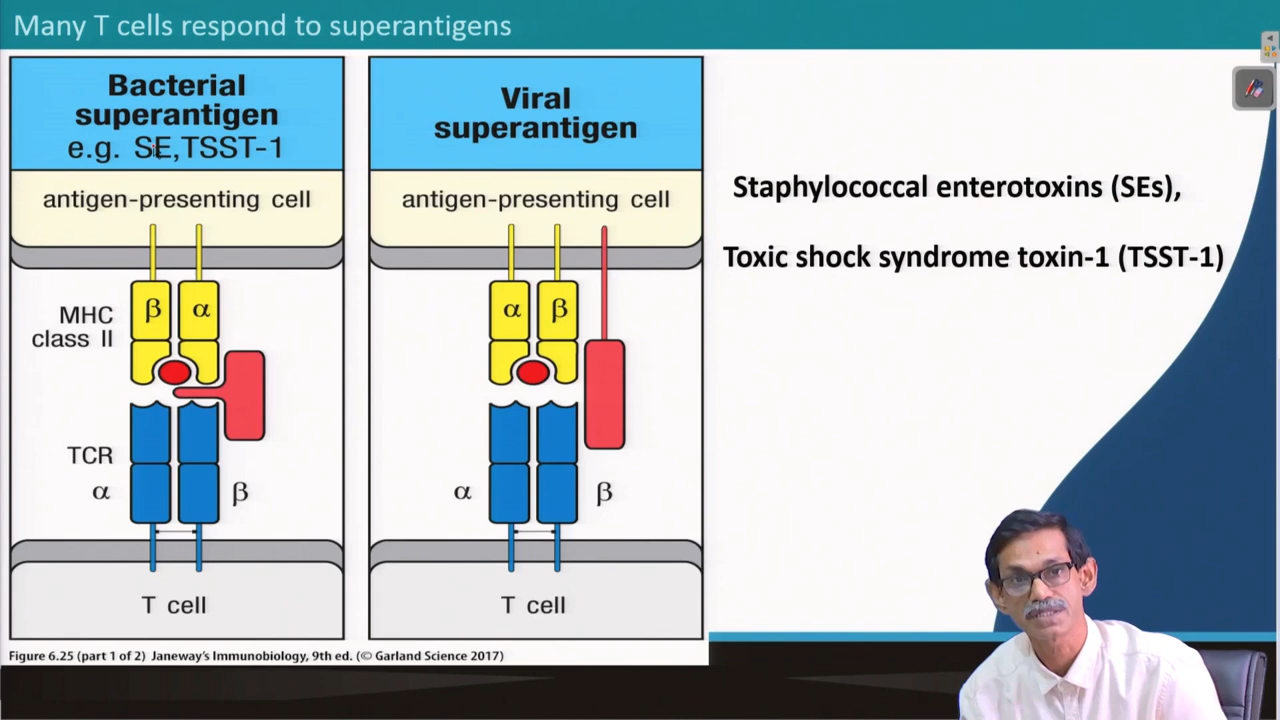 Many T cells respond to superantigens
Bacterial
superantigen
e.g. SE,TSST-1
antigen-presenting cell
β α
MHC
class II
TCR
α β
T cell
Viral
superantigen
antigen-presenting cell
α β
α β
T cell
Figure 6.25 (part 1 of 2) Janeway's Immunobiology, 9th ed. (© Garland Science 2017)
Staphylococcal enterotoxins (SEs),
Toxic shock syndrome toxin-1 (TSST-1)